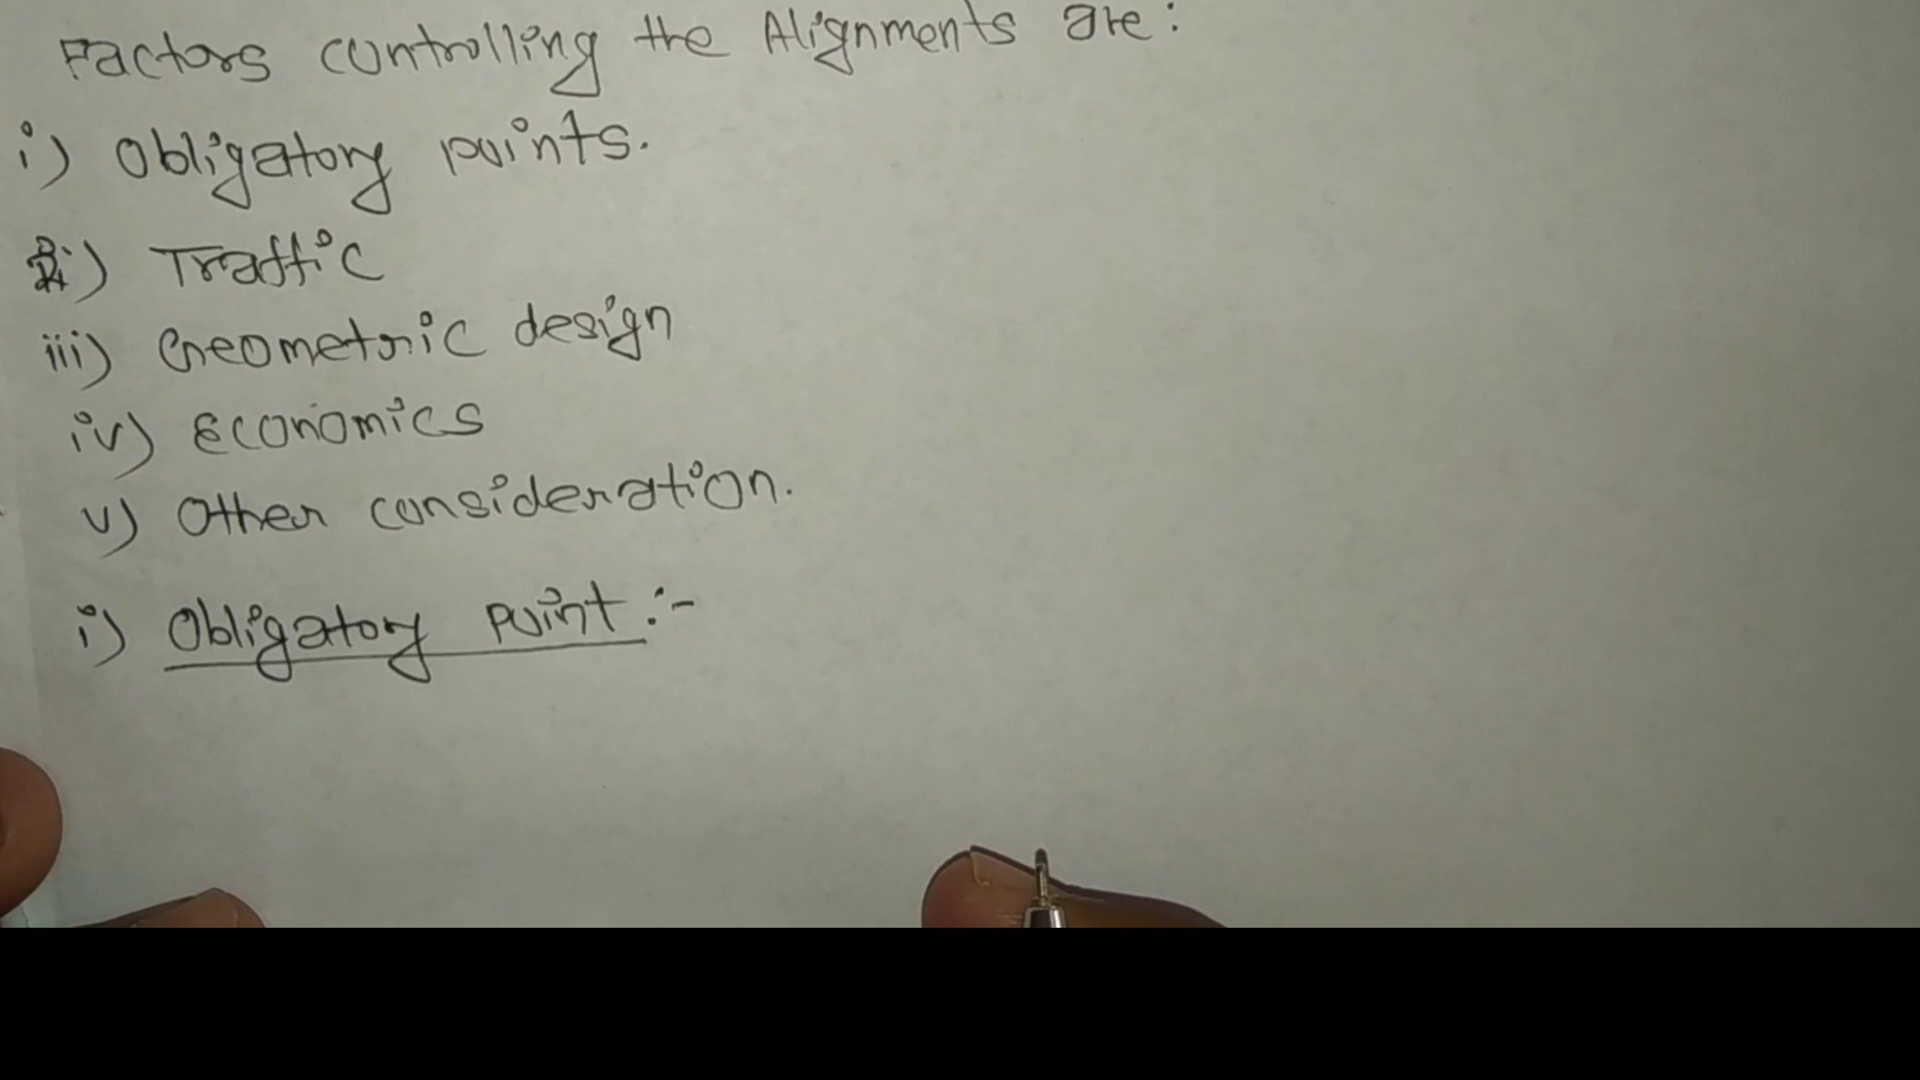 Factors controlling the Alignments are:
i) Obligatory points.
ii) Traffic
iii) Geometric design
iv) Economics
v) Other consideration.
i) Obligatory point :-